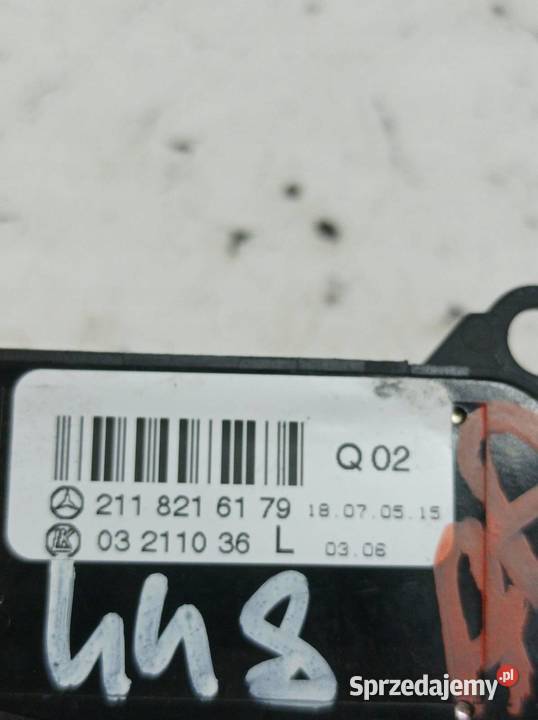 Q 02
211 821 61 79 18.07.05.15
03 2110 36 L 03.06
448
Sprzedajemy.pl